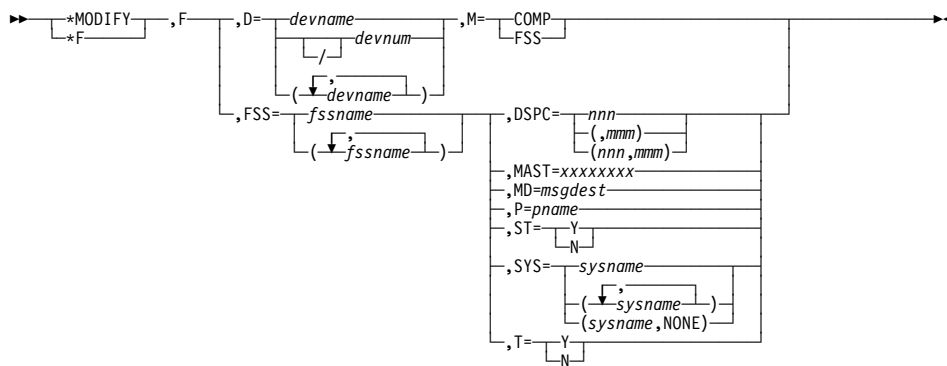 *MODIFY ,F ,D= devname ,M= COMP
*F / devnum FSS
( , devname )
,FSS= fssname ,DSPC= nnn
( , fssname ) (,mmm)
(nnn,mmm)
,MAST=xxxxxxxx
,MD=msgdest
,P=pname
,ST= Y
N
,SYS= sysname
( , sysname )
(sysname,NONE)
,T= Y
N